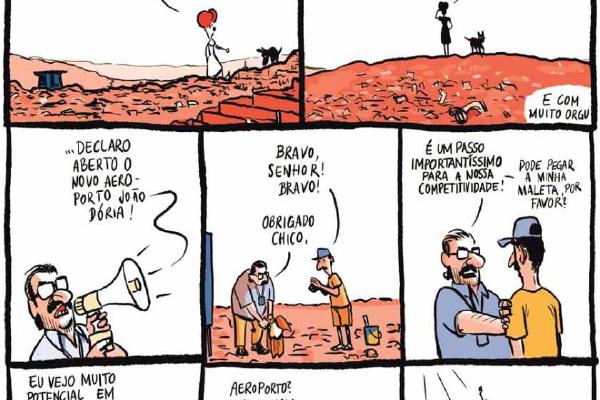 E COM
MUITO ORGU
...DECLARO
ABERTO O
NOVO AERO-
PORTO JOÃO
DÓRIA!
BRAVO,
SENHOR!
BRAVO!
OBRIGADO
CHICO.
É UM PASSO
IMPORTANTÍSSIMO
PARA A NOSSA
COMPETITIVIDADE!
PODE PEGAR
A MINHA
MALETA, POR
FAVOR?
EU VEJO MUITO
POTENCIAL EM
AEROPORTO?